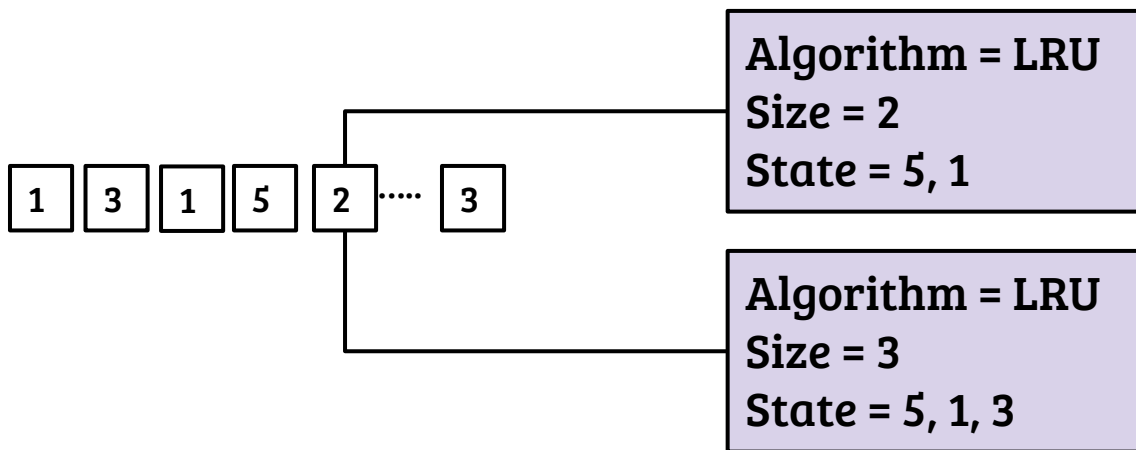 Algorithm = LRU
Size = 2
State = 5, 1
1 3 1 5 2 ..... 3
Algorithm = LRU
Size = 3
State = 5, 1, 3